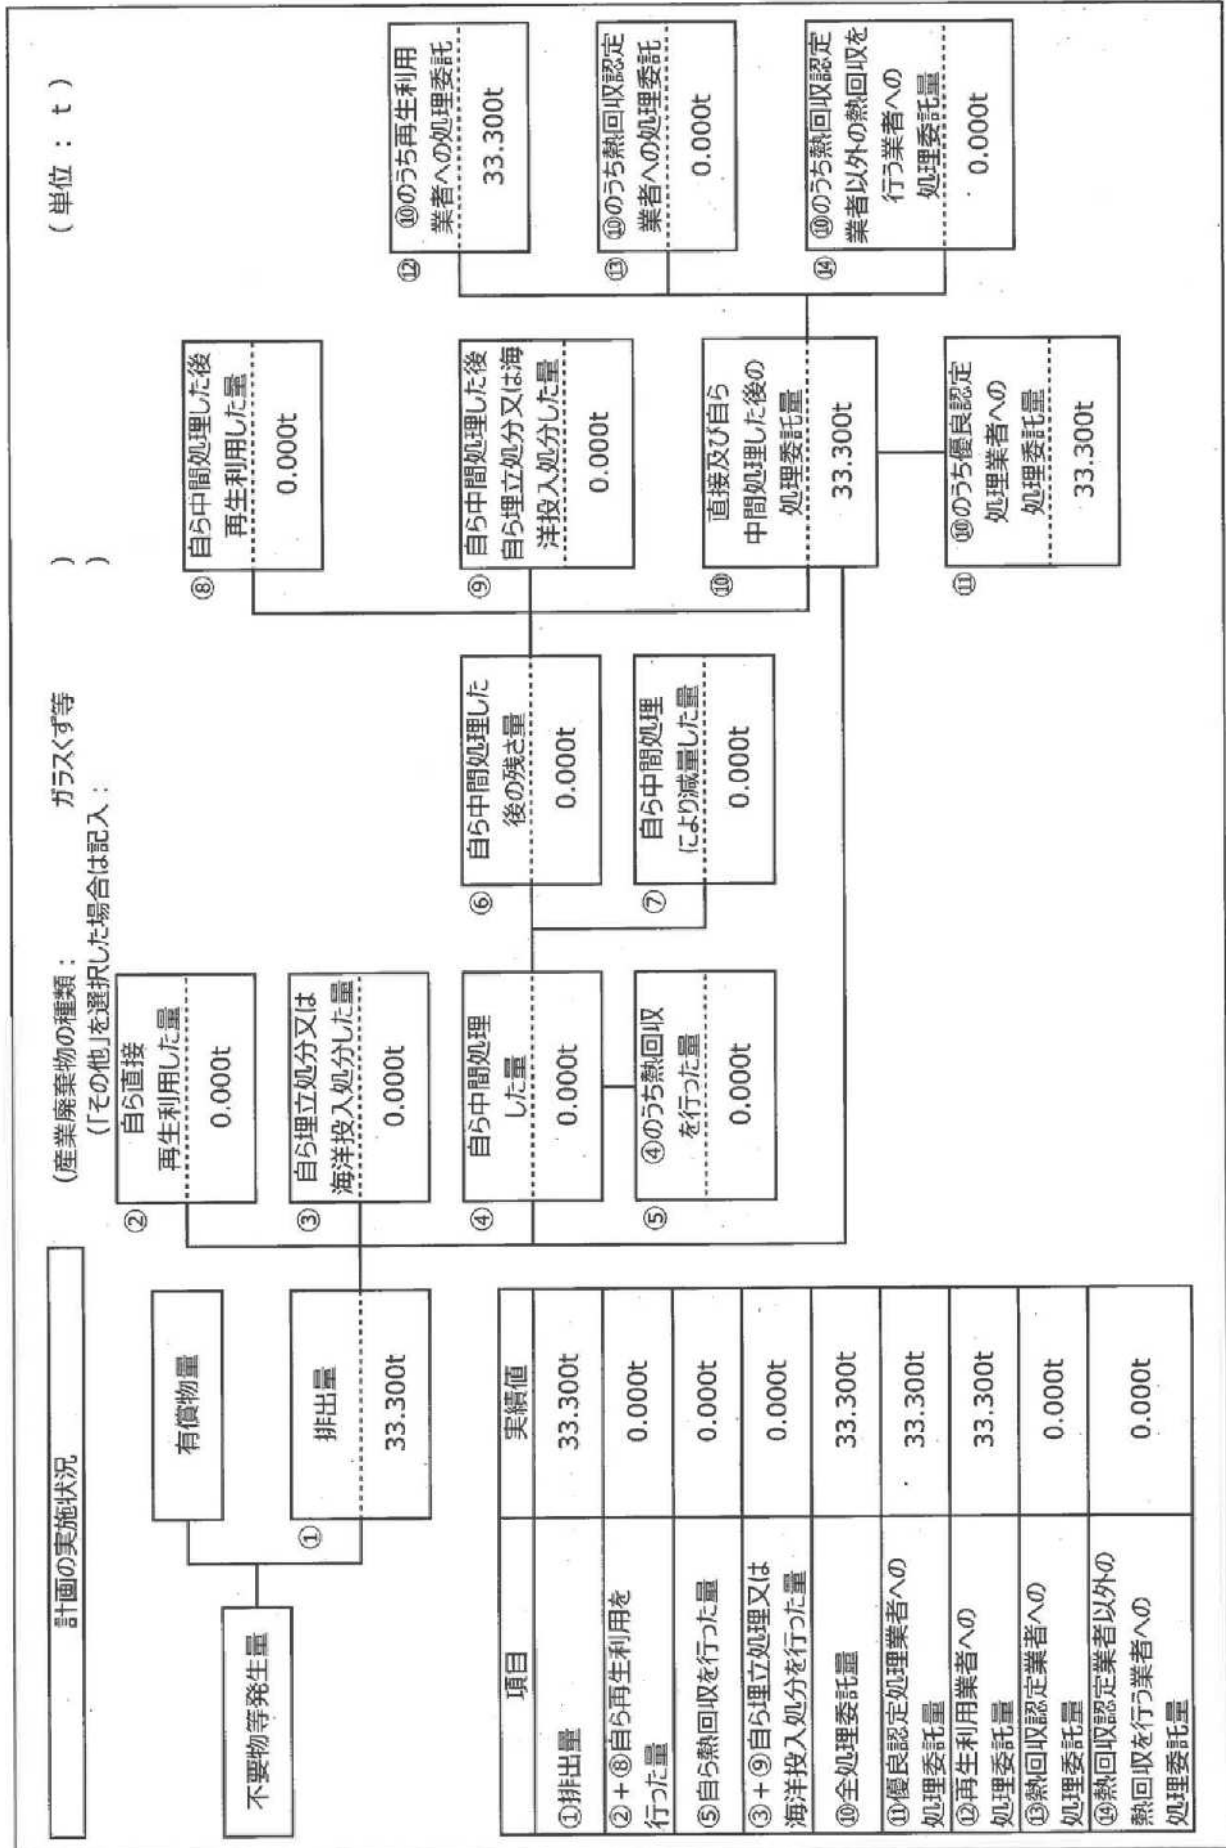 計画の実施状況
(産業廃棄物の種類： ガラスくず等 )
(「その他」を選択した場合は記入： )
(単位：t)
不要物等発生量
有償物量
①
排出量
33.300t
②
自ら直接
再生利用した量
0.000t
③
自ら埋立処分又は
海洋投入処分した量
0.000t
④
自ら中間処理
した量
0.000t
⑤
④のうち熱回収
を行った量
0.000t
⑥
自ら中間処理した
後の残さ量
0.000t
⑦
自ら中間処理
により減量した量
0.000t
⑧
自ら中間処理した後
再生利用した量
0.000t
⑨
自ら中間処理した後
自ら埋立処分又は海
洋投入処分した量
0.000t
⑩
直接及び自ら
中間処理した後の
処理委託量
33.300t
⑪
⑩のうち優良認定
処理業者への
処理委託量
33.300t
⑫
⑩のうち再生利用
業者への処理委託
33.300t
⑬
⑩のうち熱回収認定
業者への処理委託
0.000t
⑭
⑩のうち熱回収認定
業者以外の熱回収を
行う業者への
処理委託量
0.000t
項目 実績値
①排出量 33.300t
②+⑧自ら再生利用を
行った量 0.000t
⑤自ら熱回収を行った量 0.000t
③+⑨自ら埋立処理又は
海洋投入処分を行った量 0.000t
⑩全処理委託量 33.300t
⑪優良認定処理業者への
処理委託量 33.300t
⑫再生利用業者への
処理委託量 33.300t
⑬熱回収認定業者への
処理委託量 0.000t
⑭熱回収認定業者以外の
熱回収を行う業者への
処理委託量 0.000t